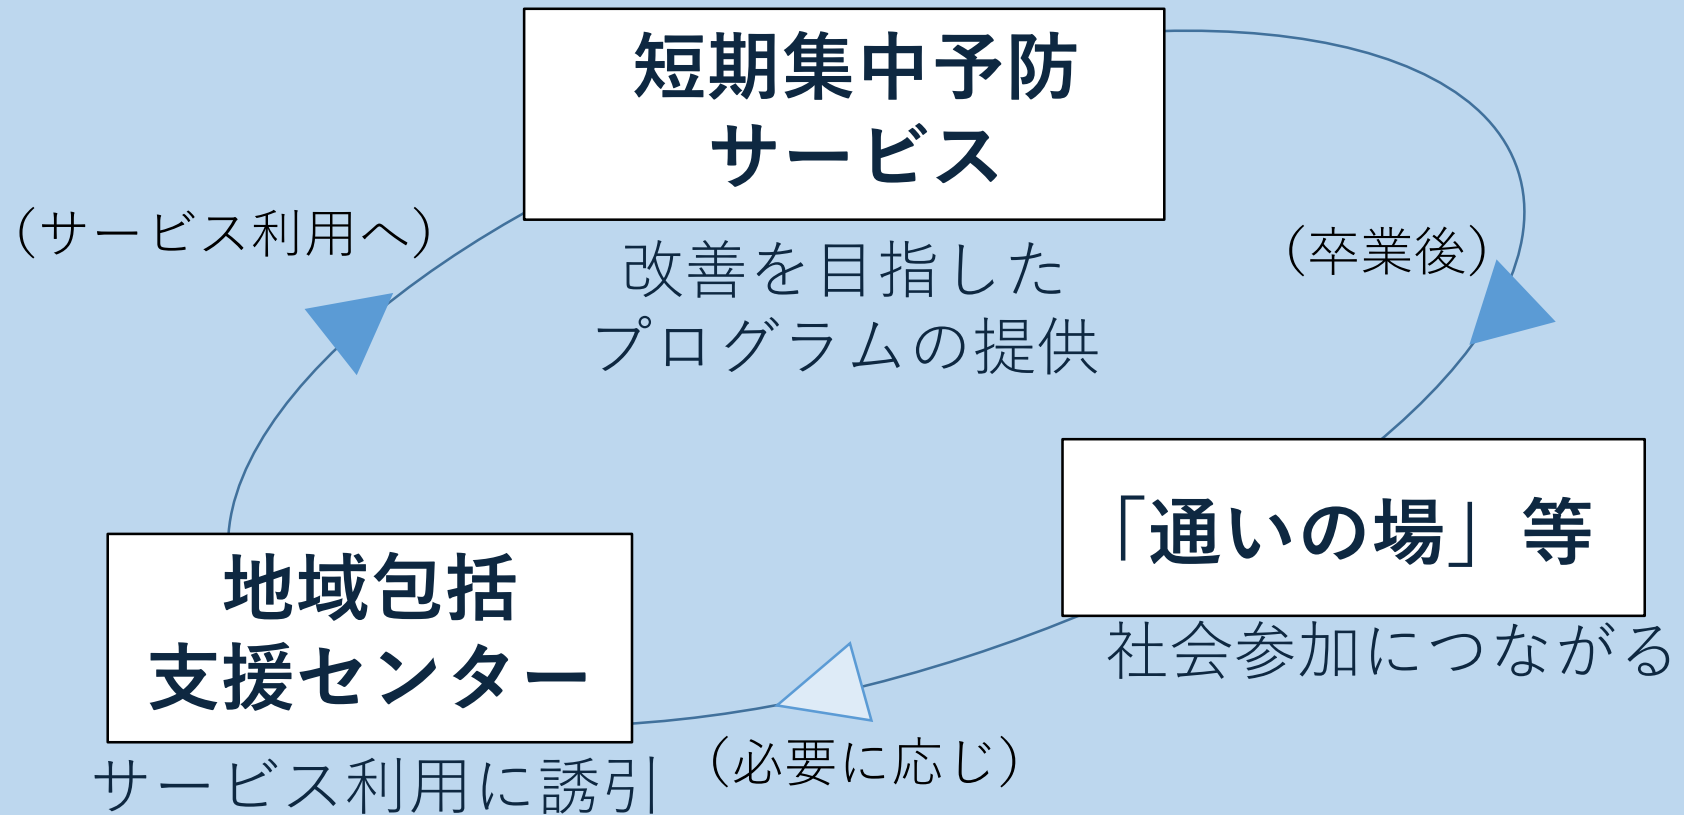 短期集中予防
サービス
(サービス利用へ)
(卒業後)
改善を目指した
プログラムの提供
「通いの場」等
社会参加につながる
地域包括
支援センター
サービス利用に誘引
(必要に応じ)